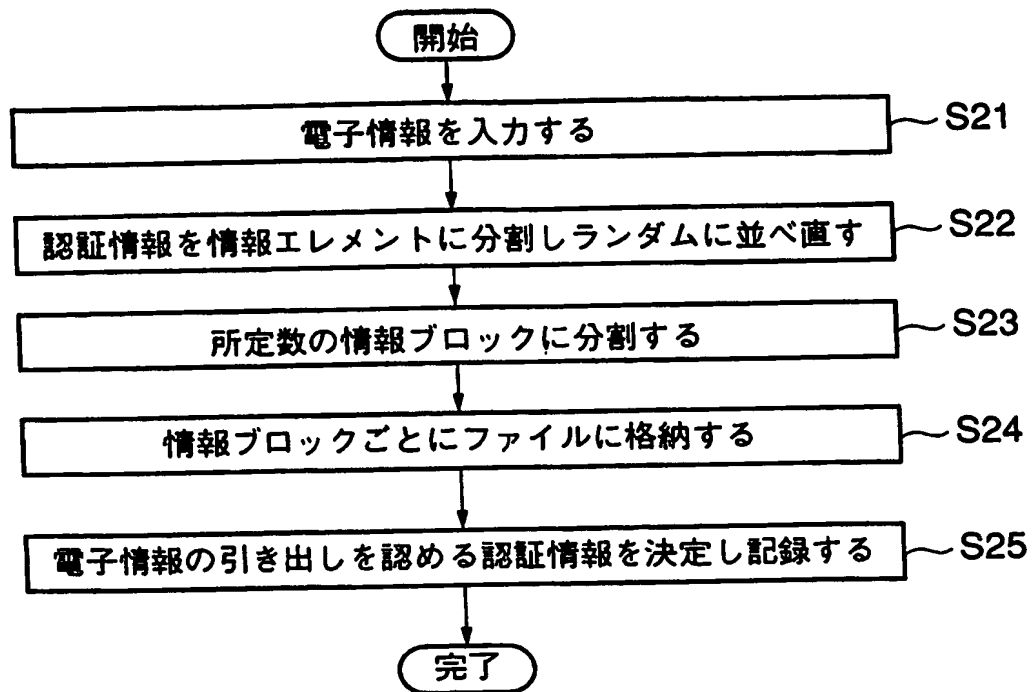 開始
電子情報を入力する S21
認証情報を情報エレメントに分割しランダムに並べ直す S22
所定数の情報ブロックに分割する S23
情報ブロックごとにファイルに格納する S24
電子情報の引き出しを認める認証情報を決定し記録する S25
完了